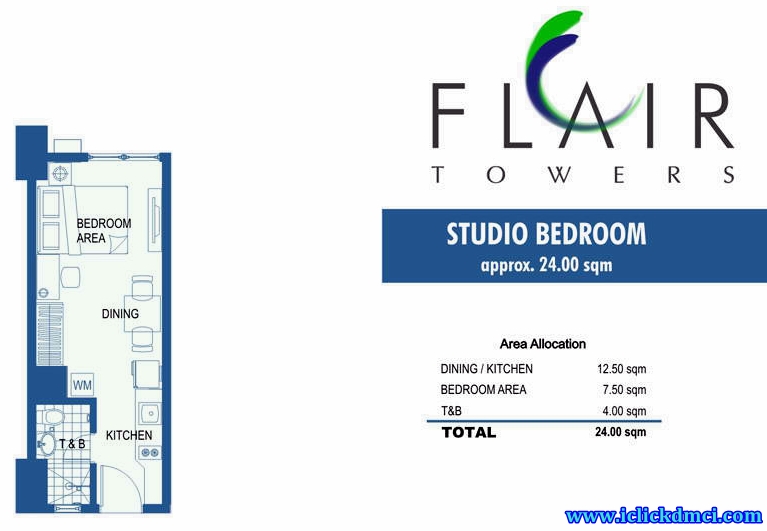 FLAIR
TOWERS
STUDIO BEDROOM
approx. 24.00 sqm
Area Allocation
DINING / KITCHEN 12.50 sqm
BEDROOM AREA 7.50 sqm
T&B 4.00 sqm
TOTAL 24.00 sqm
BEDROOM
AREA
DINING
WM
T & B
KITCHEN
www.iclickdmci.com